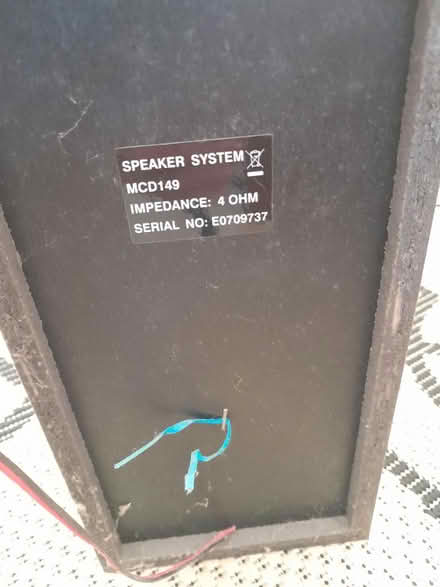 SPEAKER SYSTEM
MCD149
IMPEDANCE: 4 OHM
SERIAL NO: E0709737